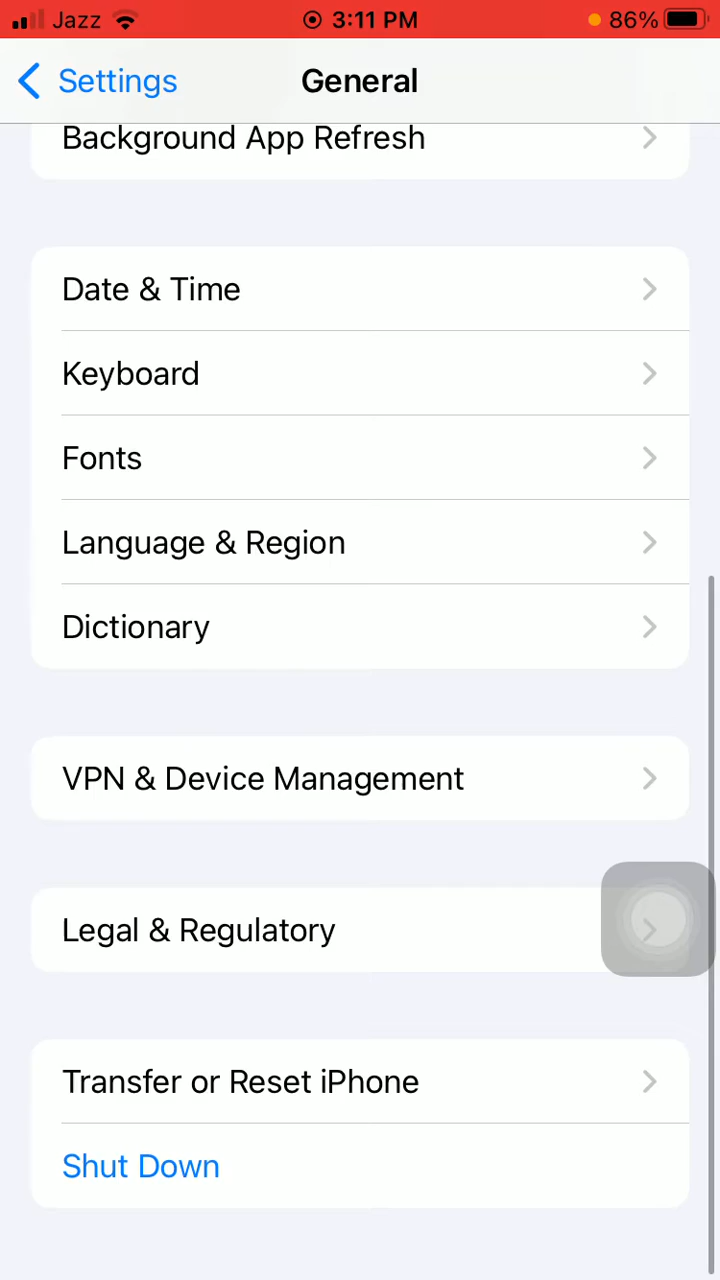 Jazz 3:11 PM 86%
Settings General
Background App Refresh
Date & Time
Keyboard
Fonts
Language & Region
Dictionary
VPN & Device Management
Legal & Regulatory
Transfer or Reset iPhone
Shut Down